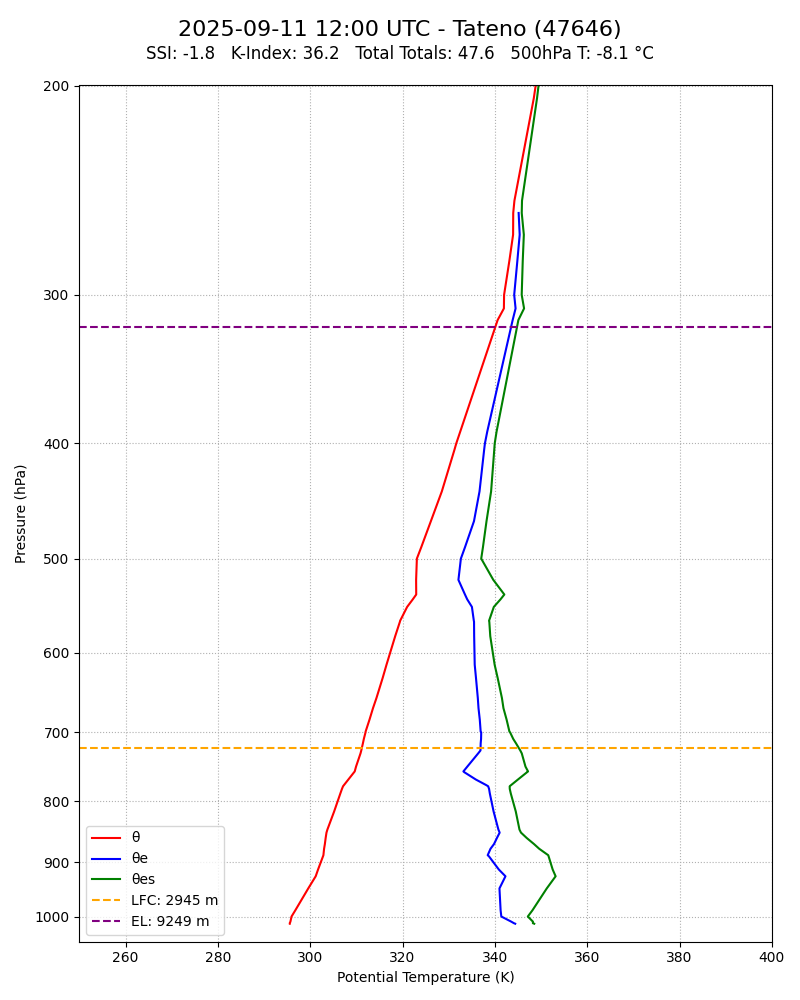 2025-09-11 12:00 UTC - Tateno (47646)
SSI: -1.8 K-Index: 36.2 Total Totals: 47.6 500hPa T: -8.1 °C
200
300
400
500
600
700
800
900
1000
Pressure (hPa)
θ
θe
θes
LFC: 2945 m
EL: 9249 m
260 280 300 320 340 360 380 400
Potential Temperature (K)